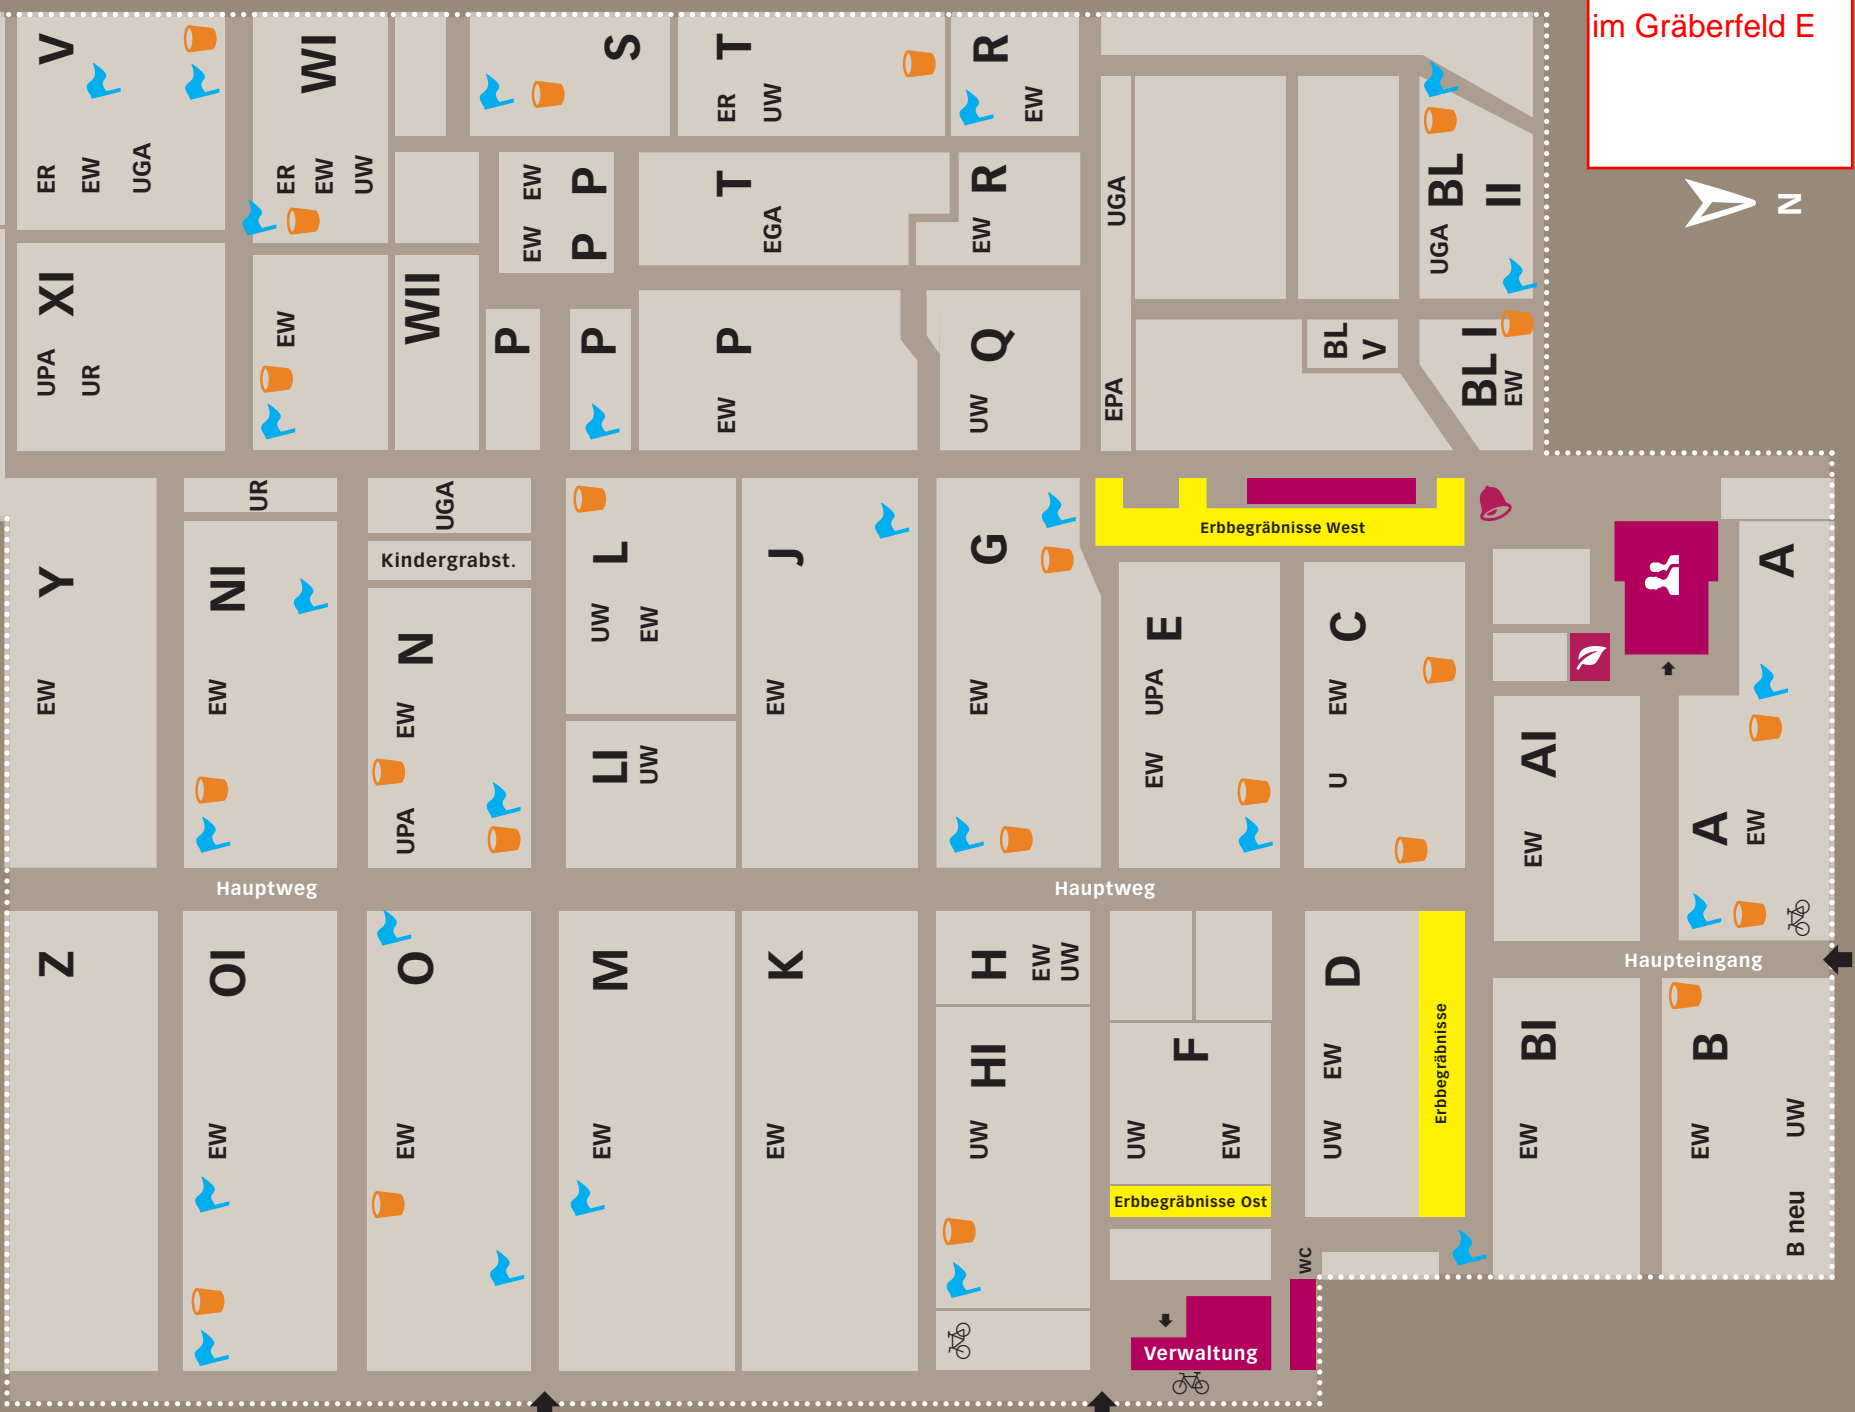 im Gräberfeld E
N
V
ER
EW
UGA
WI
ER
EW
UW
S
T
ER
UW
R
EW
P
EW
P
EW
T
EGA
R
EW
UGA
BL
II
UGA
XI
UPA
UR
EW
WII
P
P
P
EW
Q
UW
EPA
BL
V
BL I
EW
UR
UGA
Kindergrabst.
Erbbegräbnisse West
Y
EW
NI
EW
N
EW
UPA
L
UW
EW
LI
UW
J
EW
G
EW
E
UPA
EW
C
EW
U
A
AI
EW
A
EW
Hauptweg
Hauptweg
Haupteingang
Z
OI
EW
O
EW
M
EW
K
EW
H
EW
UW
HI
UW
F
UW
EW
Erbbegräbnisse Ost
D
EW
UW
Erbbegräbnisse
BI
EW
B
EW
UW
B neu
WC
Verwaltung